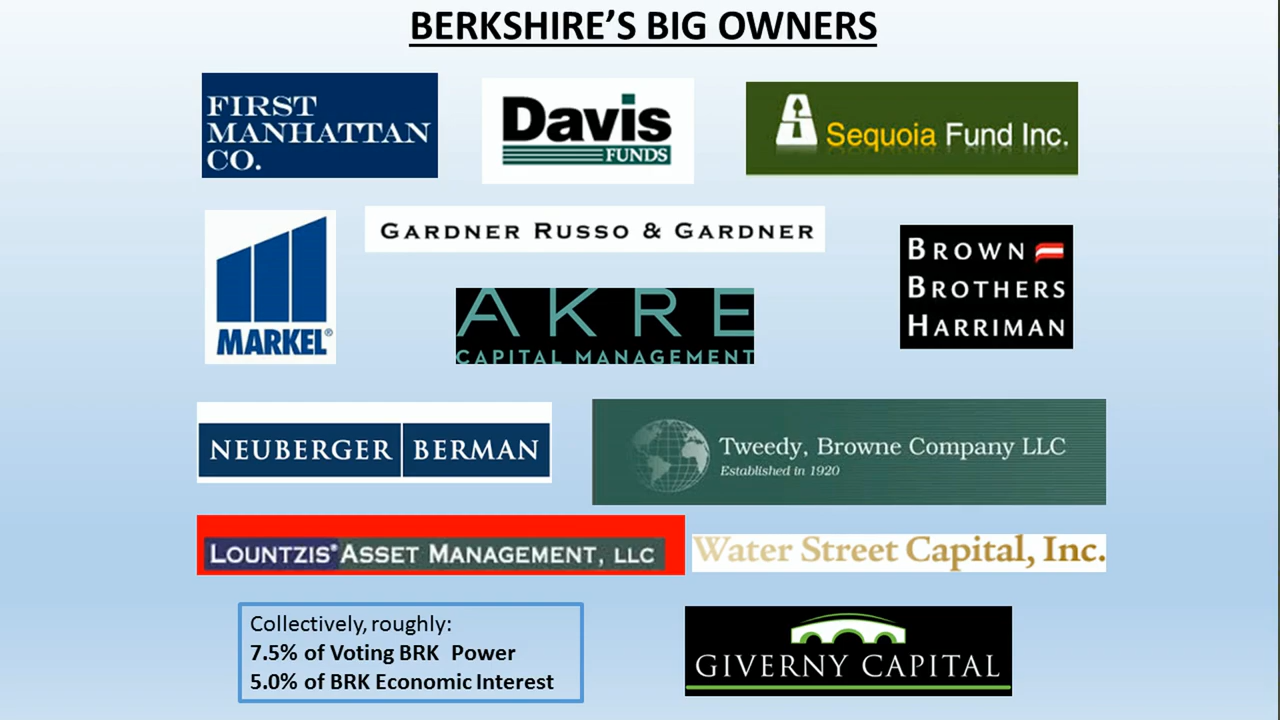 BERKSHIRE'S BIG OWNERS
FIRST
MANHATTAN
CO.
Davis
FUNDS
Sequoia Fund Inc.
MARKEL®
GARDNER RUSSO & GARDNER
AKRE
CAPITAL MANAGEMENT
BROWN
BROTHERS
HARRIMAN
NEUBERGER BERMAN
Tweedy, Browne Company LLC
Established in 1920
LOUNTZIS® ASSET MANAGEMENT, LLC
Water Street Capital, Inc.
Collectively, roughly:
7.5% of Voting BRK Power
5.0% of BRK Economic Interest
GIVERNY CAPITAL